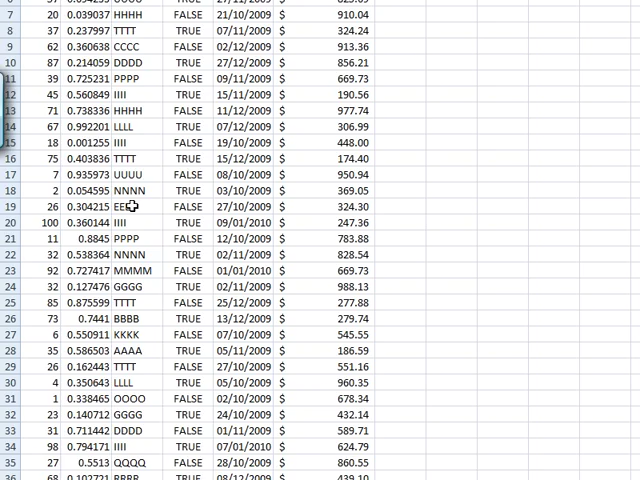 7 20 0.039037 HHHH FALSE 21/10/2009 $ 910.04
8 37 0.237997 TTTT TRUE 07/11/2009 $ 324.24
9 62 0.360638 CCCC FALSE 02/12/2009 $ 913.36
10 87 0.214059 DDDD TRUE 27/12/2009 $ 856.21
11 39 0.725231 PPPP FALSE 09/11/2009 $ 669.73
12 45 0.560849 IIII TRUE 15/11/2009 $ 190.56
13 71 0.738336 HHHH FALSE 11/12/2009 $ 977.74
14 67 0.992201 LLLL TRUE 07/12/2009 $ 306.99
15 18 0.001255 IIII FALSE 19/10/2009 $ 448.00
16 75 0.403836 TTTT TRUE 15/12/2009 $ 174.40
17 7 0.935973 UUUU FALSE 08/10/2009 $ 950.94
18 2 0.054595 NNNN TRUE 03/10/2009 $ 369.05
19 26 0.304215 FALSE 27/10/2009 $ 324.30
20 100 0.360144 IIII TRUE 09/01/2010 $ 247.36
21 11 0.8845 PPPP FALSE 12/10/2009 $ 783.88
22 32 0.538364 NNNN TRUE 02/11/2009 $ 828.54
23 92 0.727417 MMMM FALSE 01/01/2010 $ 669.73
24 32 0.127476 GGGG TRUE 02/11/2009 $ 988.13
25 85 0.875599 TTTT FALSE 25/12/2009 $ 277.88
26 73 0.7441 BBBB TRUE 13/12/2009 $ 279.74
27 6 0.550911 KKKK FALSE 07/10/2009 $ 545.55
28 35 0.586503 AAAA TRUE 05/11/2009 $ 186.59
29 26 0.162443 TTTT FALSE 27/10/2009 $ 551.16
30 4 0.350643 LLLL TRUE 05/10/2009 $ 960.35
31 1 0.338465 OOOO FALSE 02/10/2009 $ 678.34
32 23 0.140712 GGGG TRUE 24/10/2009 $ 432.14
33 31 0.711442 DDDD FALSE 01/11/2009 $ 589.71
34 98 0.794171 IIII TRUE 07/01/2010 $ 624.79
35 27 0.5513 QQQQ FALSE 28/10/2009 $ 860.55
36 68 0.102721 RRRR TRUE 08/12/2009 $ 439.10